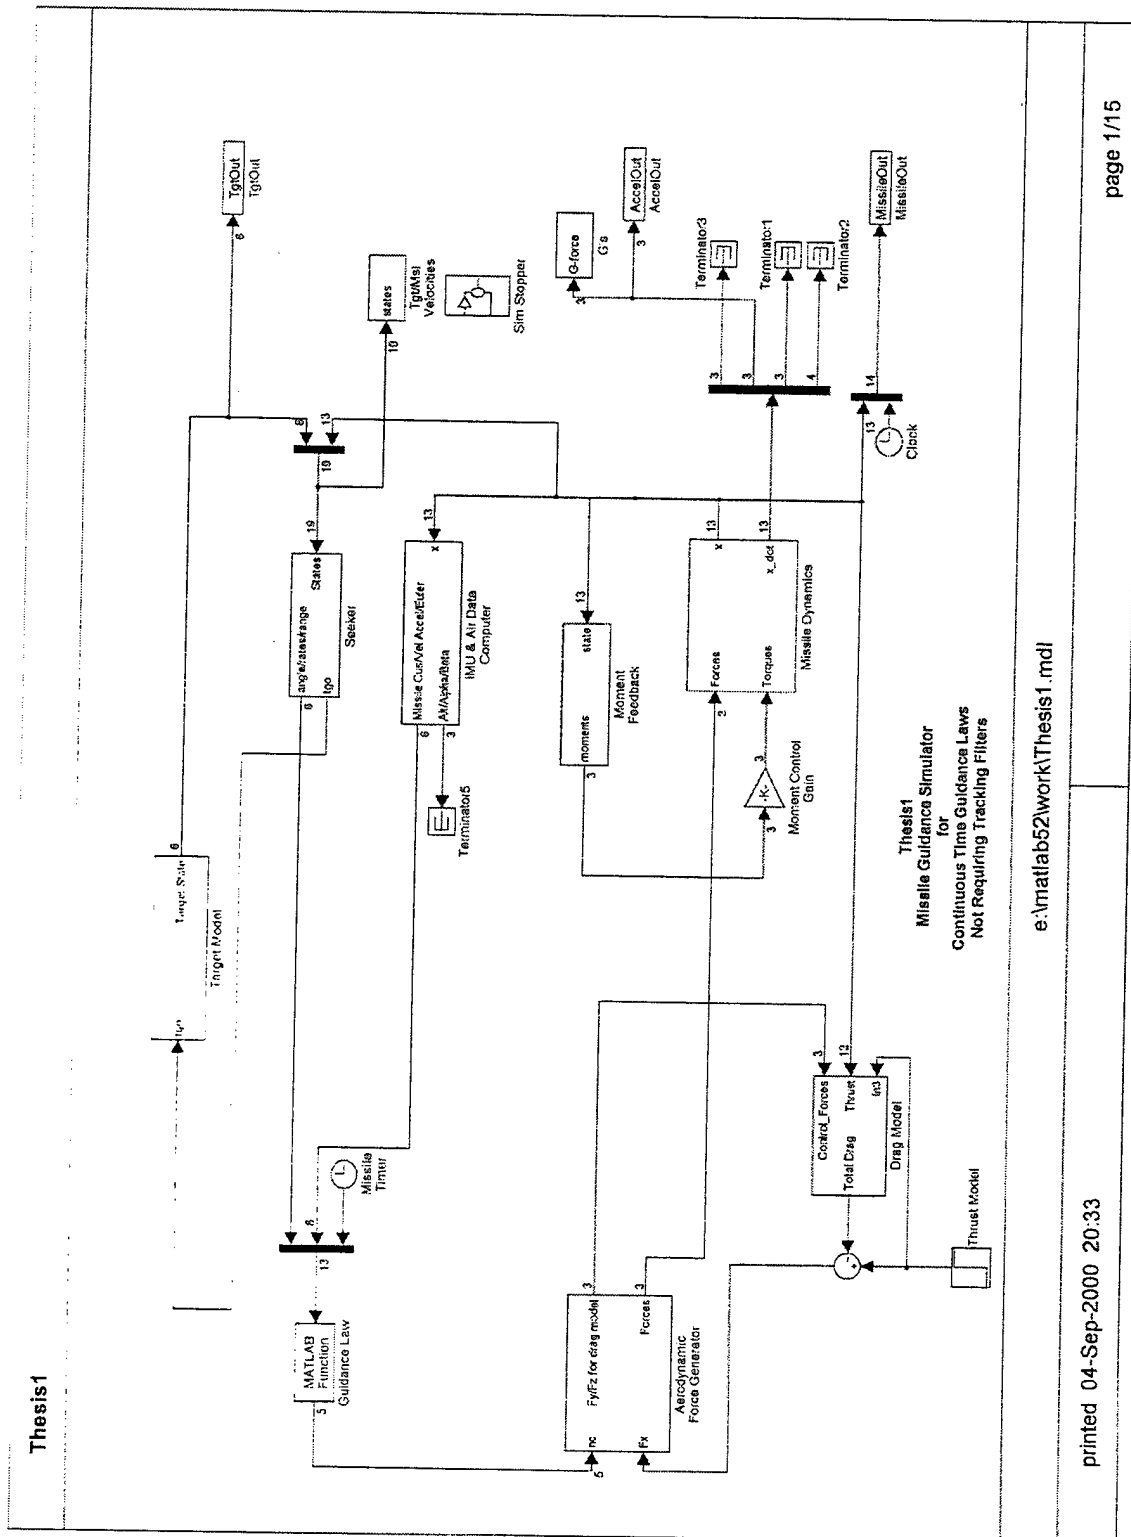 Thesis1
TgtOut
TgtOut
6
6
Target State
tgo
Target Model
states
Tgt/Msl
Velocities
10
Sim Stopper
13
19
19
States
angle/rates/range
6
tgo
Seeker
13
x
Missile Cus/Vel Accel/Euler
6
Alt/Alpha/Beta
3
IMU & Air Data
Computer
Terminator5
Missile
Timer
13
MATLAB
Function
5
Guidance Law
G-force
G's
3
AccelOut
AccelOut
3
Terminator3
Terminator1
Terminator2
3
3
3
4
13
state
moments
3
Moment
Feedback
13
x
13
x_dot
Forces
2
Torques
Missile Dynamics
3
-K-
3
Moment Control
Gain
MissileOut
MissileOut
14
13
Clock
nc
5
Fx
Fy/Fz for drag model
3
Forces
3
Aerodynamic
Force Generator
3
Control_Forces
Thrust
In3
Total Drag
Drag Model
Thrust Model
Thesis1
Missile Guidance Simulator
for
Continuous Time Guidance Laws
Not Requiring Tracking Filters
e:\matlab52\work\Thesis1.mdl
printed 04-Sep-2000 20:33
page 1/15